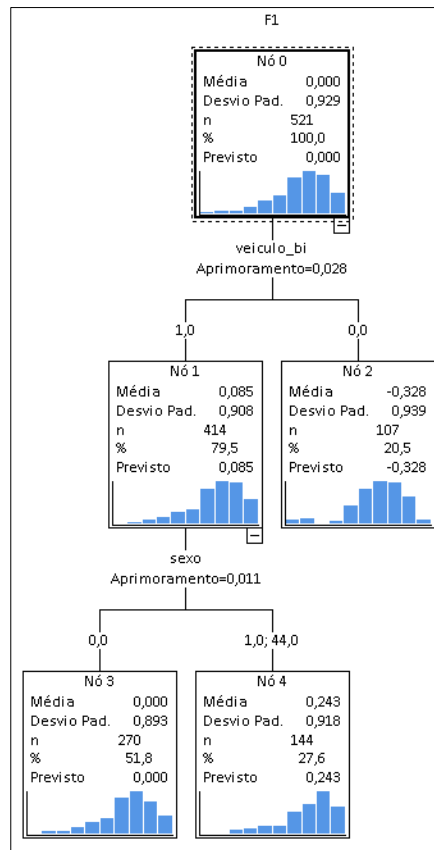 F1
Nó 0
Média 0,000
Desvio Pad. 0,929
n 521
% 100,0
Previsto 0,000
veiculo_bi
Aprimoramento=0,028
1,0 0,0
Nó 1
Média 0,085
Desvio Pad. 0,908
n 414
% 79,5
Previsto 0,085
Nó 2
Média -0,328
Desvio Pad. 0,939
n 107
% 20,5
Previsto -0,328
sexo
Aprimoramento=0,011
0,0 1,0; 44,0
Nó 3
Média 0,000
Desvio Pad. 0,893
n 270
% 51,8
Previsto 0,000
Nó 4
Média 0,243
Desvio Pad. 0,918
n 144
% 27,6
Previsto 0,243